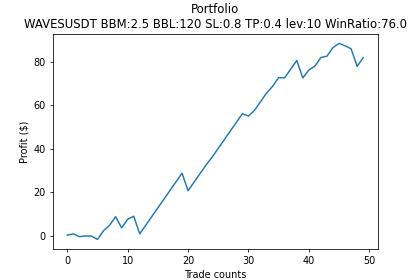 Portfolio
WAVESUSDT BBM:2.5 BBL:120 SL:0.8 TP:0.4 lev:10 WinRatio:76.0
80
60
40
20
0
Profit ($)
0 10 20 30 40 50
Trade counts